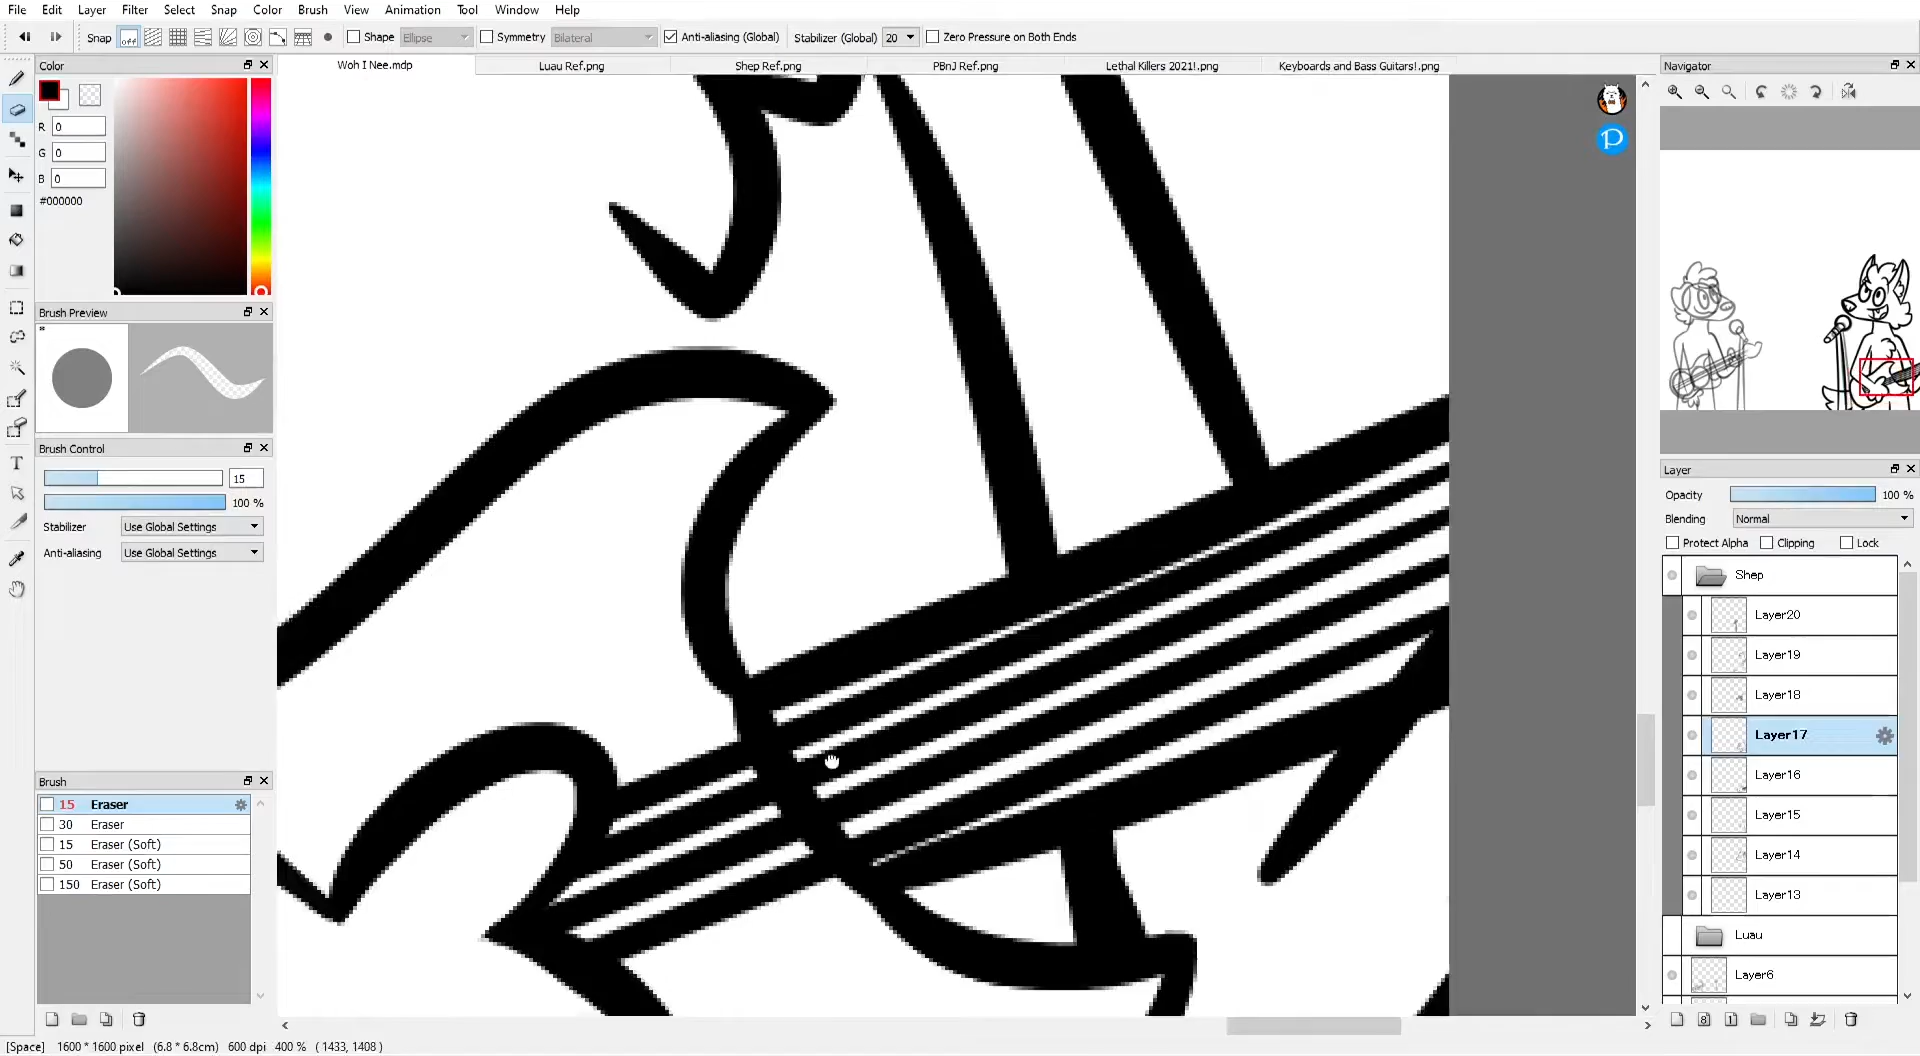 File Edit Layer Filter Select Snap Color Brush View Animation Tool Window Help
Snap off Shape Ellipse Symmetry Bilateral Anti-aliasing (Global) Stabilizer (Global) 20 Zero Pressure on Both Ends
Color
Woh I Nee.mdp Luau Ref.png Shep Ref.png PBnJ Ref.png Lethal Killers 2021!.png Keyboards and Bass Guitars!.png
Navigator
R 0
G 0
B 0
#000000
Brush Preview
Brush Control
15
100 %
Stabilizer Use Global Settings
Anti-aliasing Use Global Settings
Brush
15 Eraser
30 Eraser
15 Eraser (Soft)
50 Eraser (Soft)
150 Eraser (Soft)
P
Layer
Opacity 100 %
Blending Normal
Protect Alpha Clipping Lock
Shep
Layer20
Layer19
Layer18
Layer17
Layer16
Layer15
Layer14
Layer13
Luau
Layer6
[Space] 1600 * 1600 pixel (6.8 * 6.8cm) 600 dpi 400 % ( 1433, 1408 )